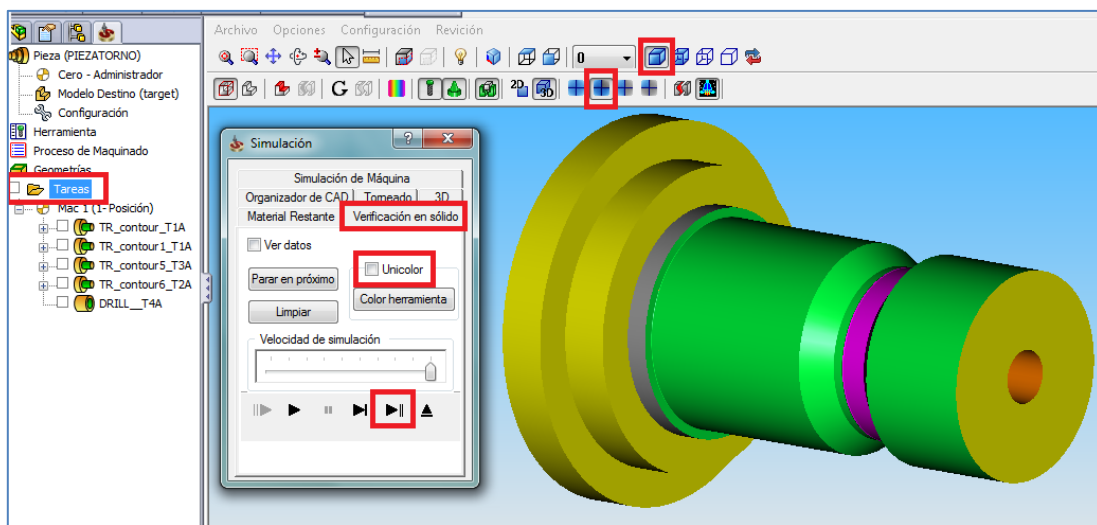 Archivo Opciones Configuración Revición
0
2D
3D
G
Pieza (PIEZATORNO)
Cero - Administrador
Modelo Destino (target)
Configuración
Herramienta
Proceso de Maquinado
Geometrías
Tareas
Mac 1 (1- Posición)
TR_contour_T1A
TR_contour1_T1A
TR_contour5_T3A
TR_contour6_T2A
DRILL__T4A
Simulación
?
Simulación de Máquina
Organizador de CAD Torneado 3D
Material Restante Verificación en sólido
Ver datos
Unicolor
Parar en próximo
Color herramienta
Limpiar
Velocidad de simulación